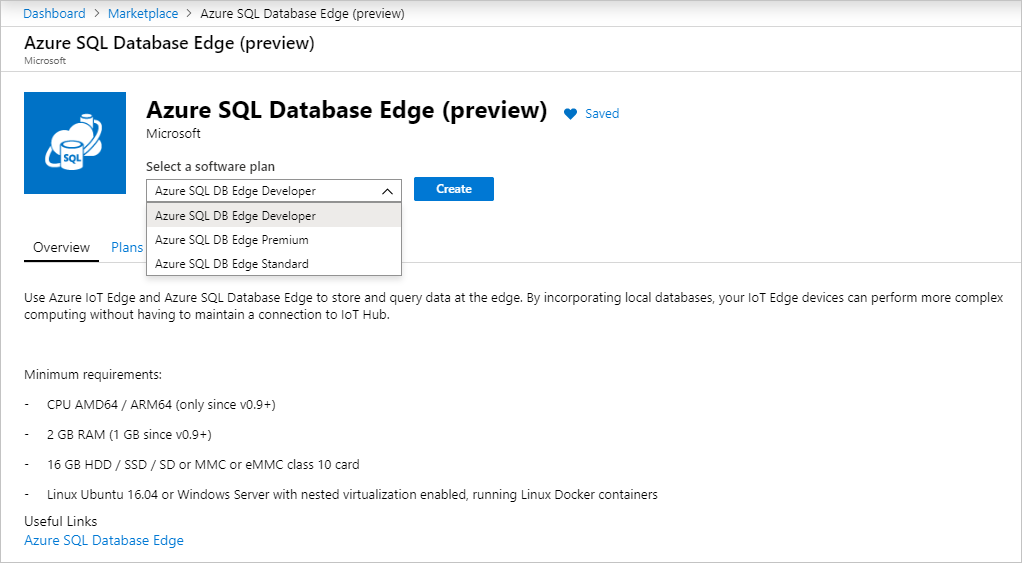 Dashboard > Marketplace > Azure SQL Database Edge (preview)
Azure SQL Database Edge (preview)
Microsoft
SQL
Azure SQL Database Edge (preview)
Saved
Microsoft
Select a software plan
Azure SQL DB Edge Developer
Create
Azure SQL DB Edge Developer
Azure SQL DB Edge Premium
Azure SQL DB Edge Standard
Overview Plans
Use Azure IoT Edge and Azure SQL Database Edge to store and query data at the edge. By incorporating local databases, your IoT Edge devices can perform more complex
computing without having to maintain a connection to IoT Hub.
Minimum requirements:
- CPU AMD64 / ARM64 (only since v0.9+)
- 2 GB RAM (1 GB since v0.9+)
- 16 GB HDD / SSD / SD or MMC or eMMC class 10 card
- Linux Ubuntu 16.04 or Windows Server with nested virtualization enabled, running Linux Docker containers
Useful Links
Azure SQL Database Edge